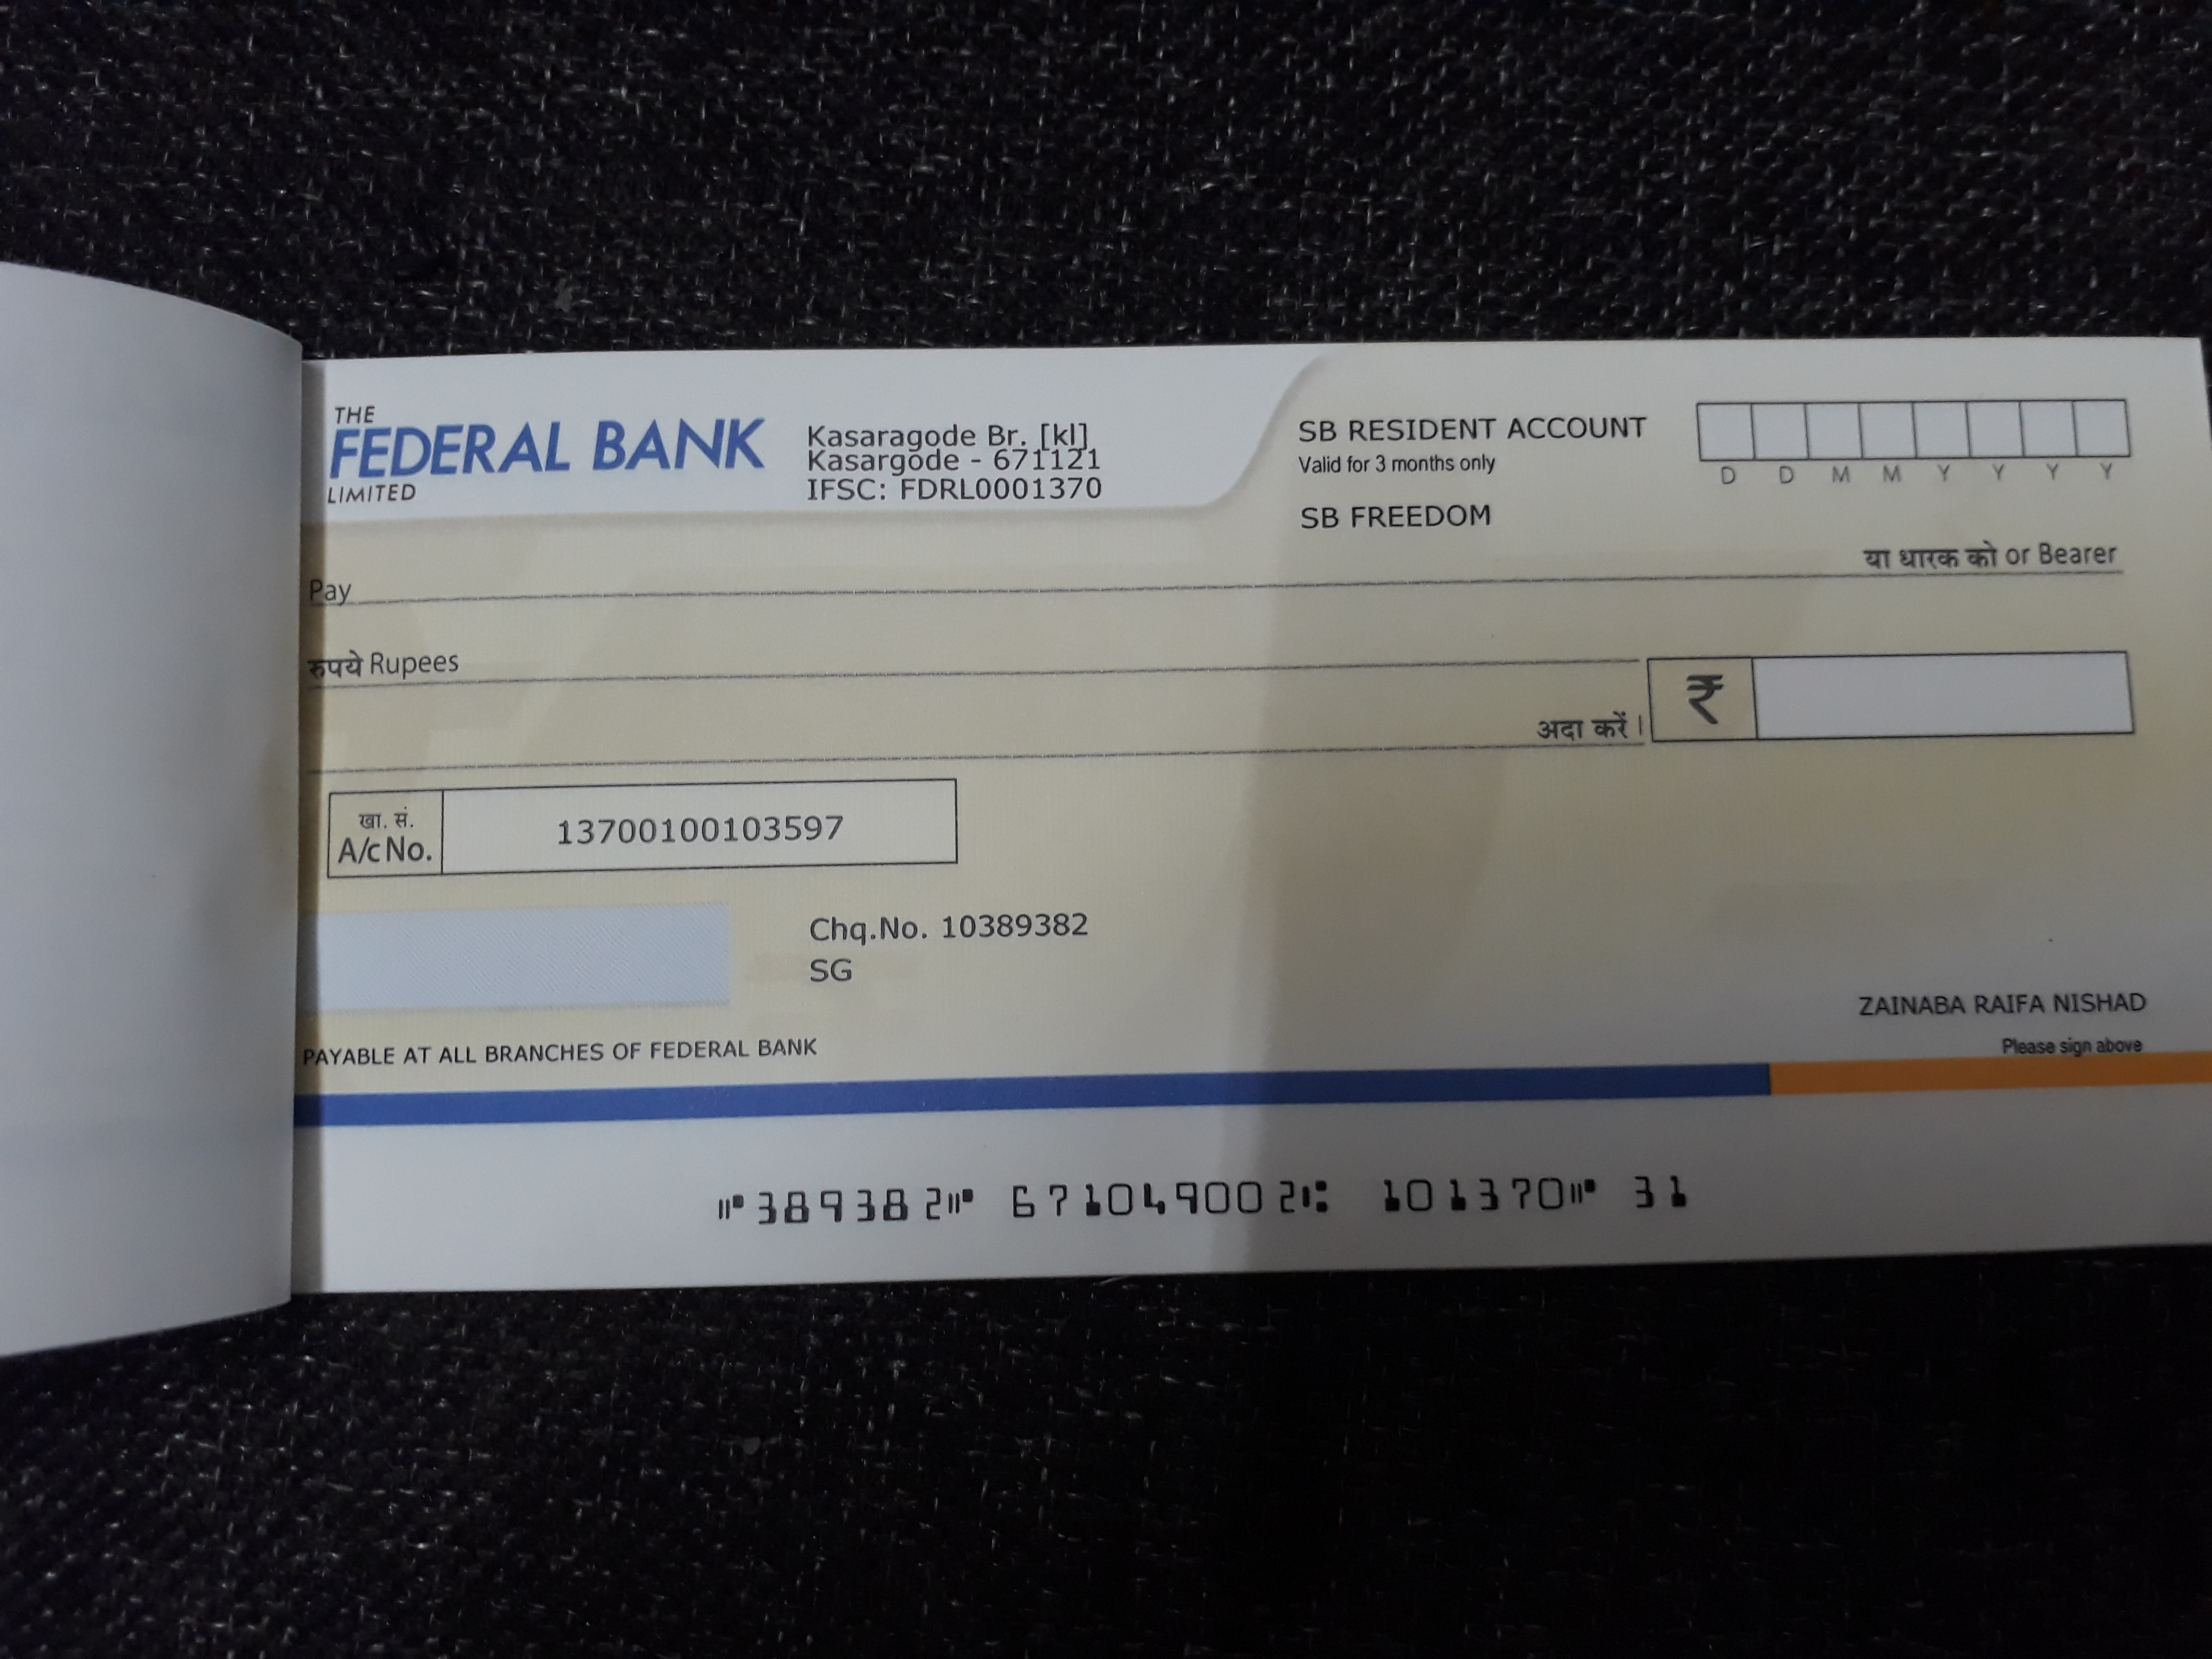 THE
FEDERAL BANK
LIMITED
Kasaragode Br. [kl]
Kasargode - 671121
IFSC: FDRL0001370
SB RESIDENT ACCOUNT
Valid for 3 months only
SB FREEDOM
D D M M Y Y Y Y
Pay
या धारक को or Bearer
रुपये Rupees
अदा करें।
₹
खा. सं.
A/c No.
13700100103597
Chq.No. 10389382
SG
ZAINABA RAIFA NISHAD
Please sign above
PAYABLE AT ALL BRANCHES OF FEDERAL BANK
⑈389382⑈ 671049002⑆ 101370⑈ 31